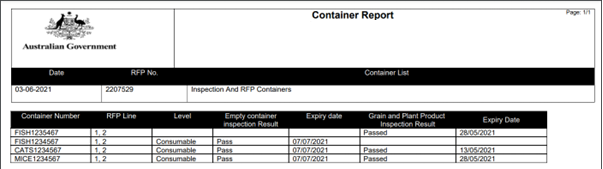 Container Report
Page: 1/1
Australian Government
Date RFP No. Container List
03-06-2021 2207529 Inspection And RFP Containers
Container Number RFP Line Level Empty container inspection Result Expiry date Grain and Plant Product Inspection Result Expiry Date
FISH1235467 1, 2 Passed 28/05/2021
FISH1234567 1, 2 Consumable Pass 07/07/2021
CATS1234567 1, 2 Consumable Pass 07/07/2021 Passed 13/05/2021
MICE1234567 1, 2 Consumable Pass 07/07/2021 Passed 28/05/2021